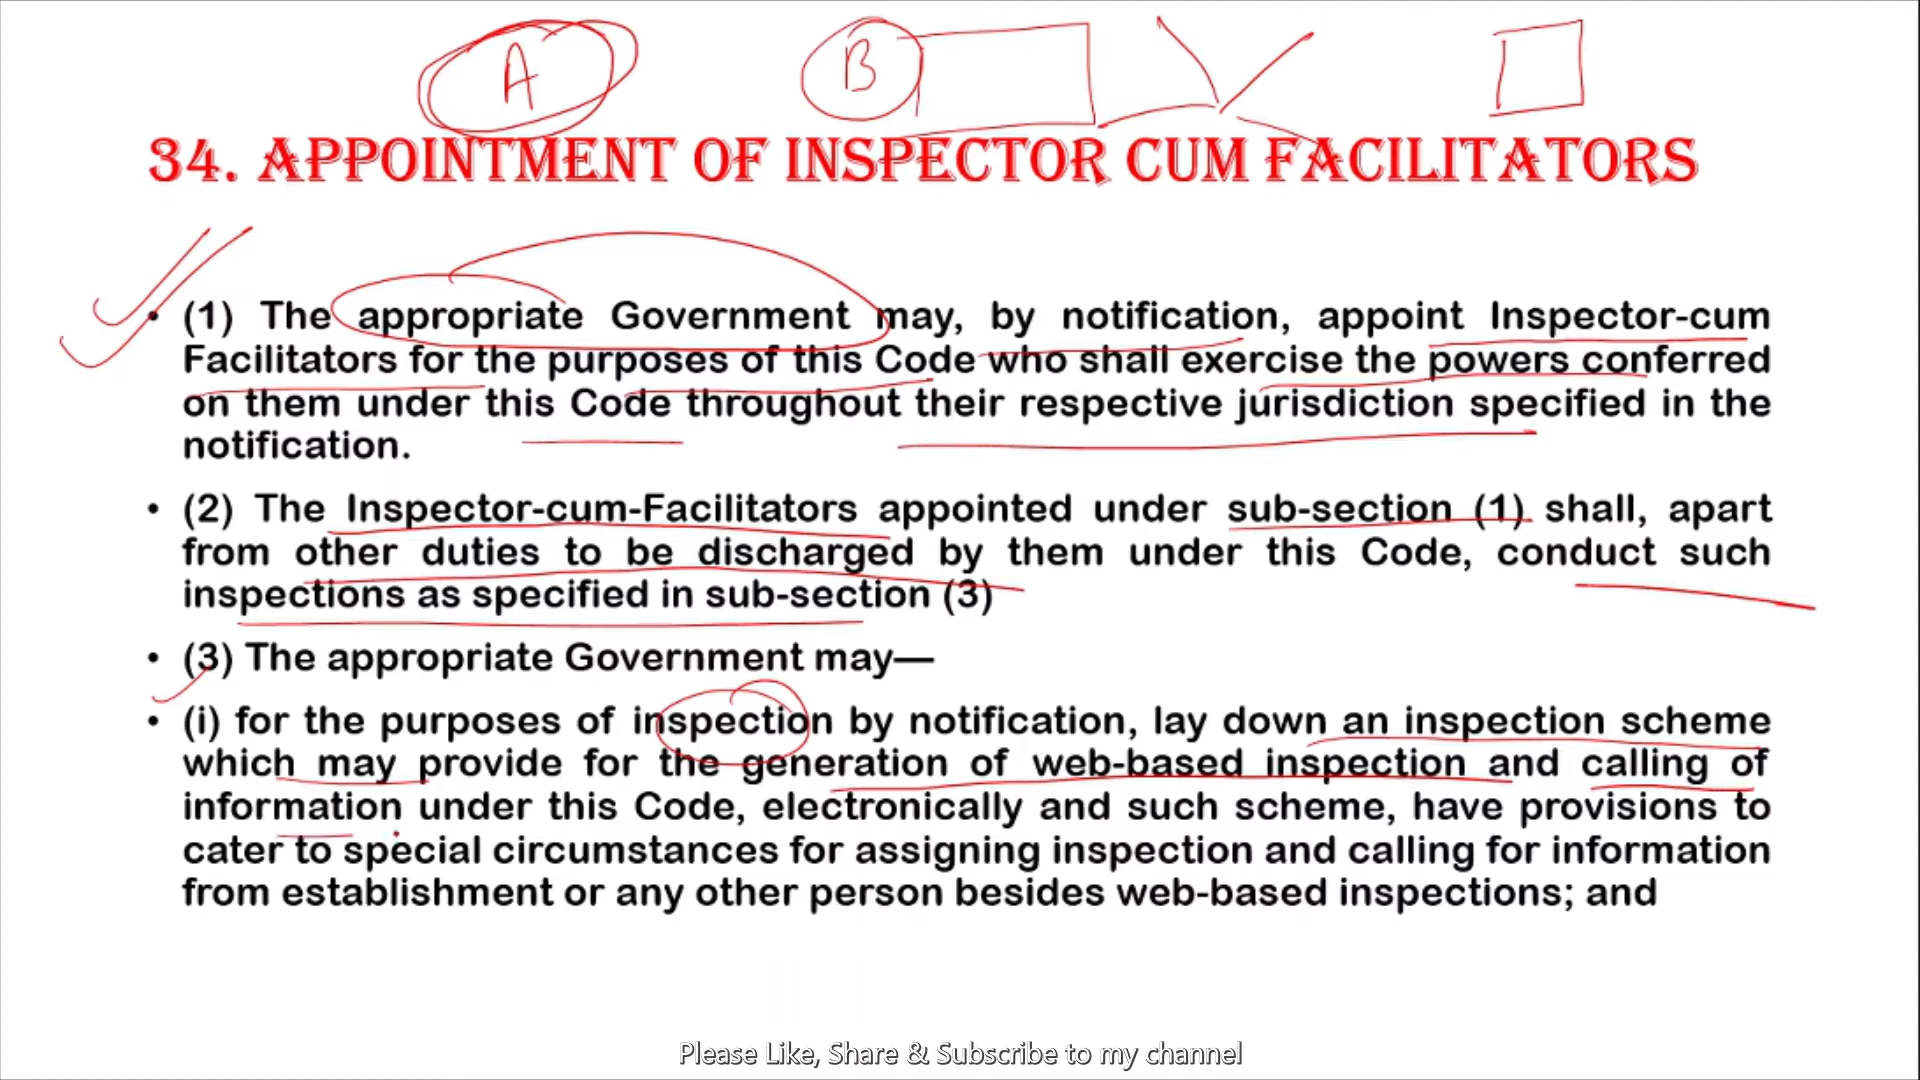 A B
34. APPOINTMENT OF INSPECTOR CUM FACILITATORS
• (1) The appropriate Government may, by notification, appoint Inspector-cum
Facilitators for the purposes of this Code who shall exercise the powers conferred
on them under this Code throughout their respective jurisdiction specified in the
notification.
• (2) The Inspector-cum-Facilitators appointed under sub-section (1) shall, apart
from other duties to be discharged by them under this Code, conduct such
inspections as specified in sub-section (3)
• (3) The appropriate Government may—
• (i) for the purposes of inspection by notification, lay down an inspection scheme
which may provide for the generation of web-based inspection and calling of
information under this Code, electronically and such scheme, have provisions to
cater to special circumstances for assigning inspection and calling for information
from establishment or any other person besides web-based inspections; and
Please Like, Share & Subscribe to my channel